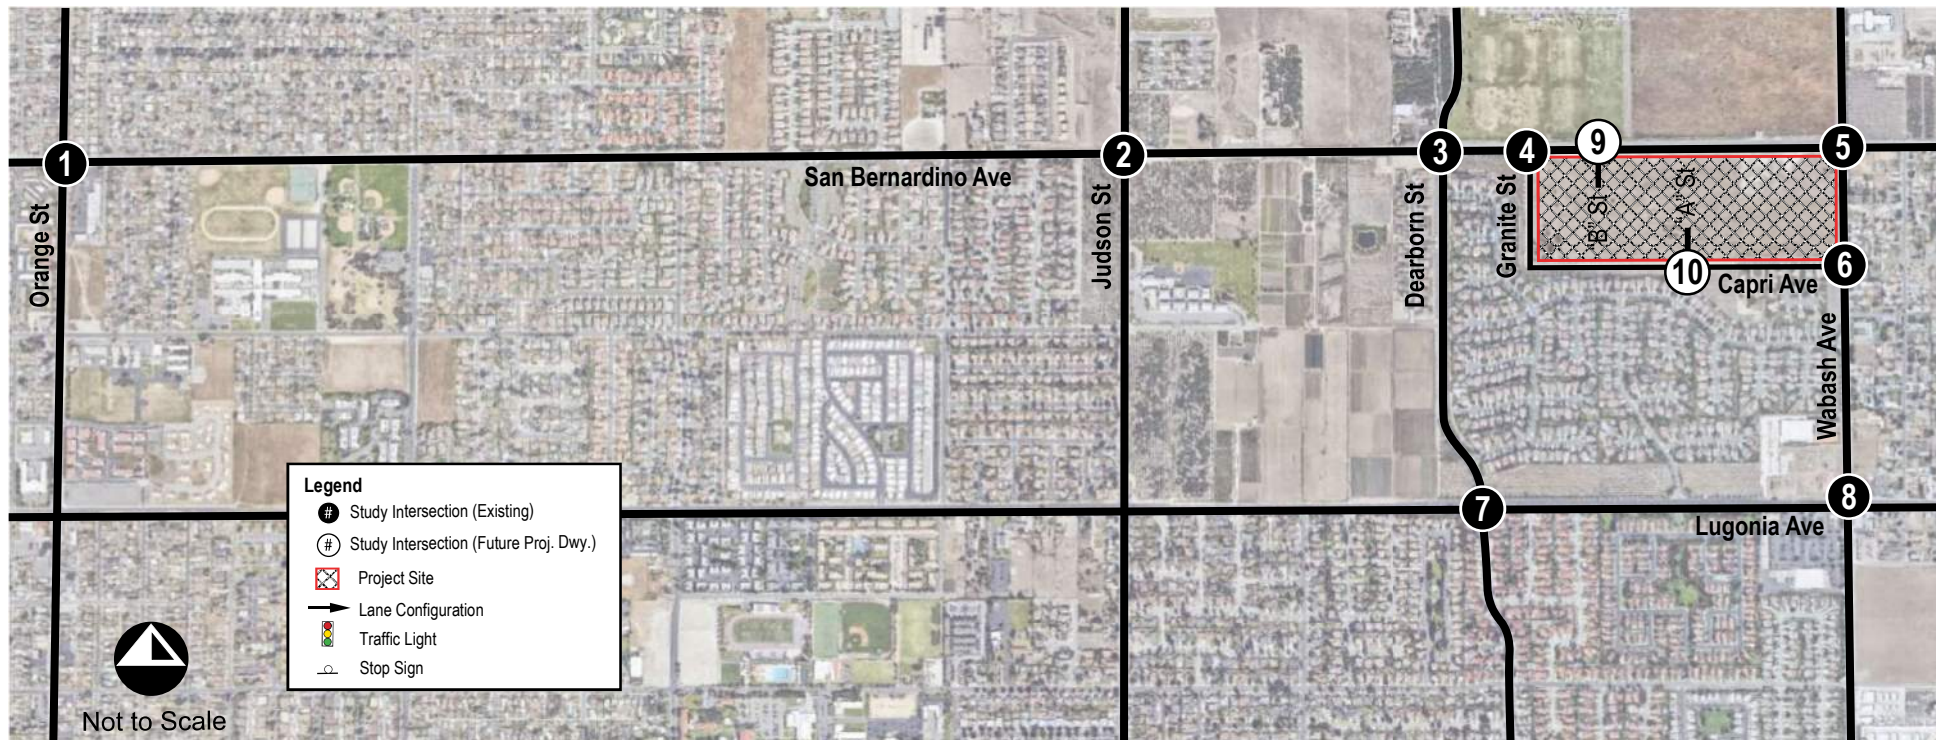 1
2
3
4
9
5
San Bernardino Ave
Orange St
Judson St
Dearborn St
Granite St
"B" St
"A" St
10
6
Capri Ave
Wabash Ave
7
8
Lugonia Ave
Legend
# Study Intersection (Existing)
# Study Intersection (Future Proj. Dwy.)
Project Site
Lane Configuration
Traffic Light
Stop Sign
Not to Scale